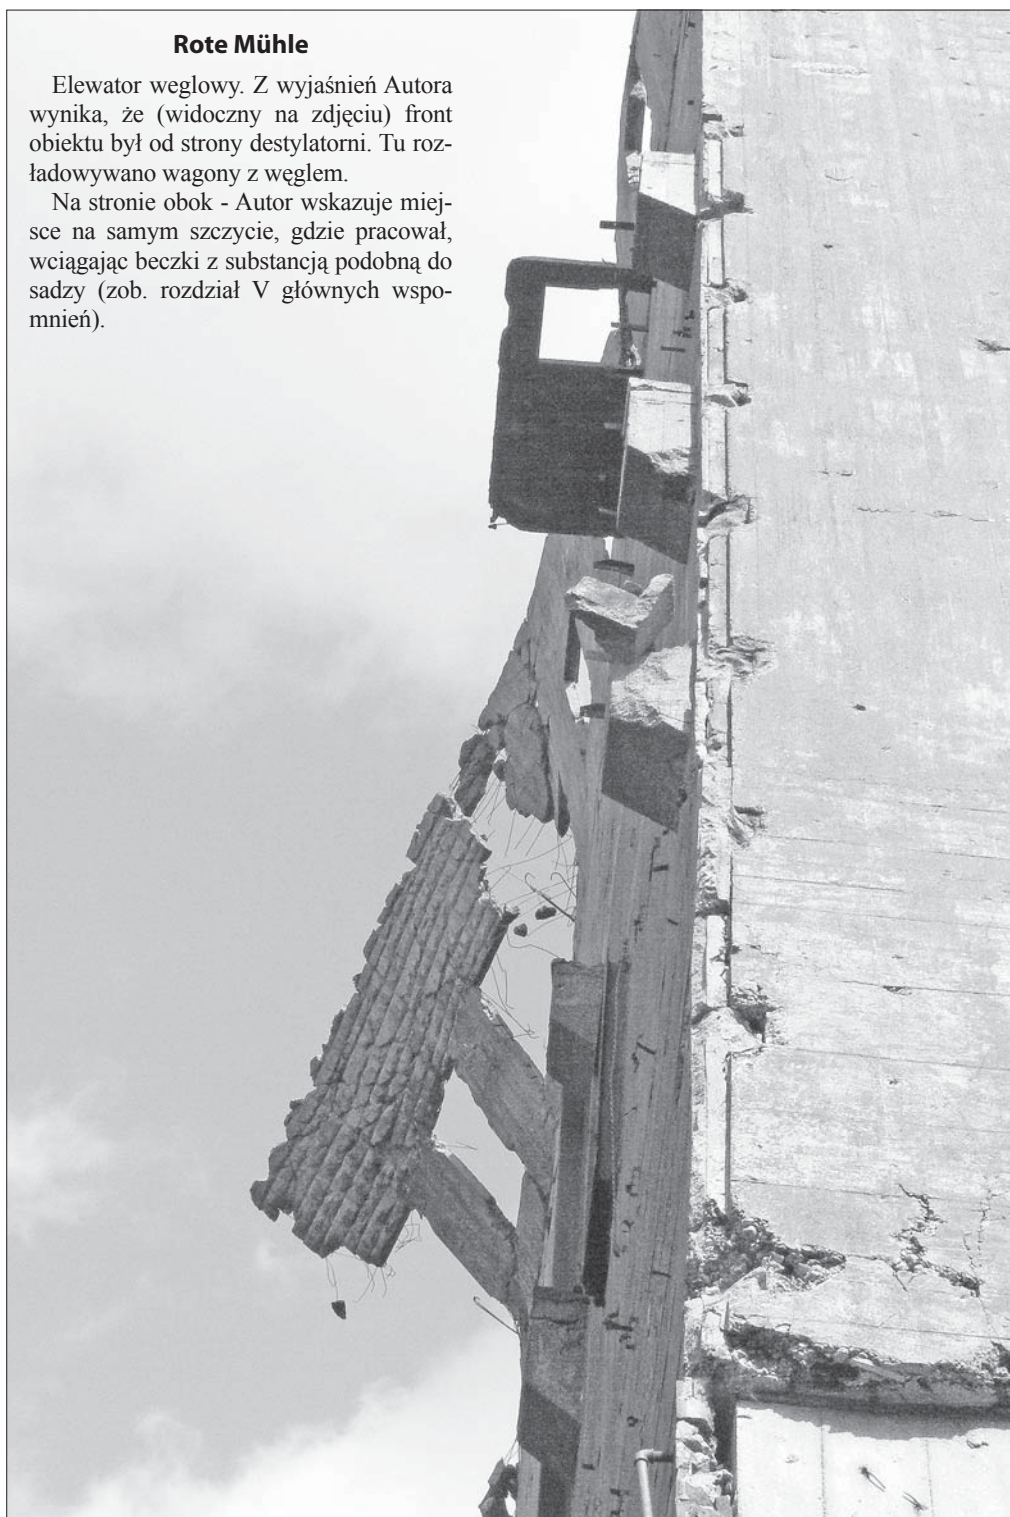 Rote Mühle
Elewator weglowy. Z wyjaśnień Autora
wynika, że (widoczny na zdjęciu) front
obiektu był od strony destylatorni. Tu roz-
ładowywano wagony z węglem.
Na stronie obok - Autor wskazuje miej-
sce na samym szczycie, gdzie pracował,
wciągając beczki z substancją podobną do
sadzy (zob. rozdział V głównych wspo-
mnień).